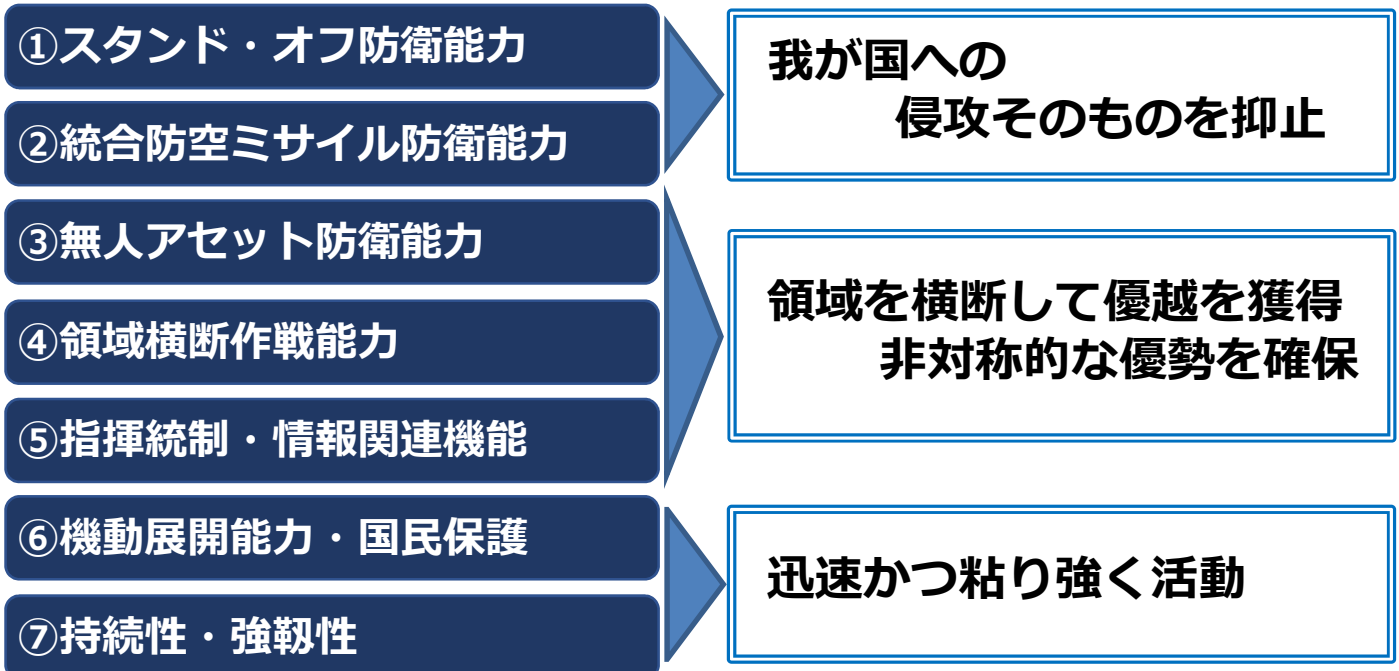 ①スタンド・オフ防衛能力
②統合防空ミサイル防衛能力
我が国への
侵攻そのものを抑止
③無人アセット防衛能力
④領域横断作戦能力
⑤指揮統制・情報関連機能
領域を横断して優越を獲得
非対称的な優勢を確保
⑥機動展開能力・国民保護
⑦持続性・強靱性
迅速かつ粘り強く活動